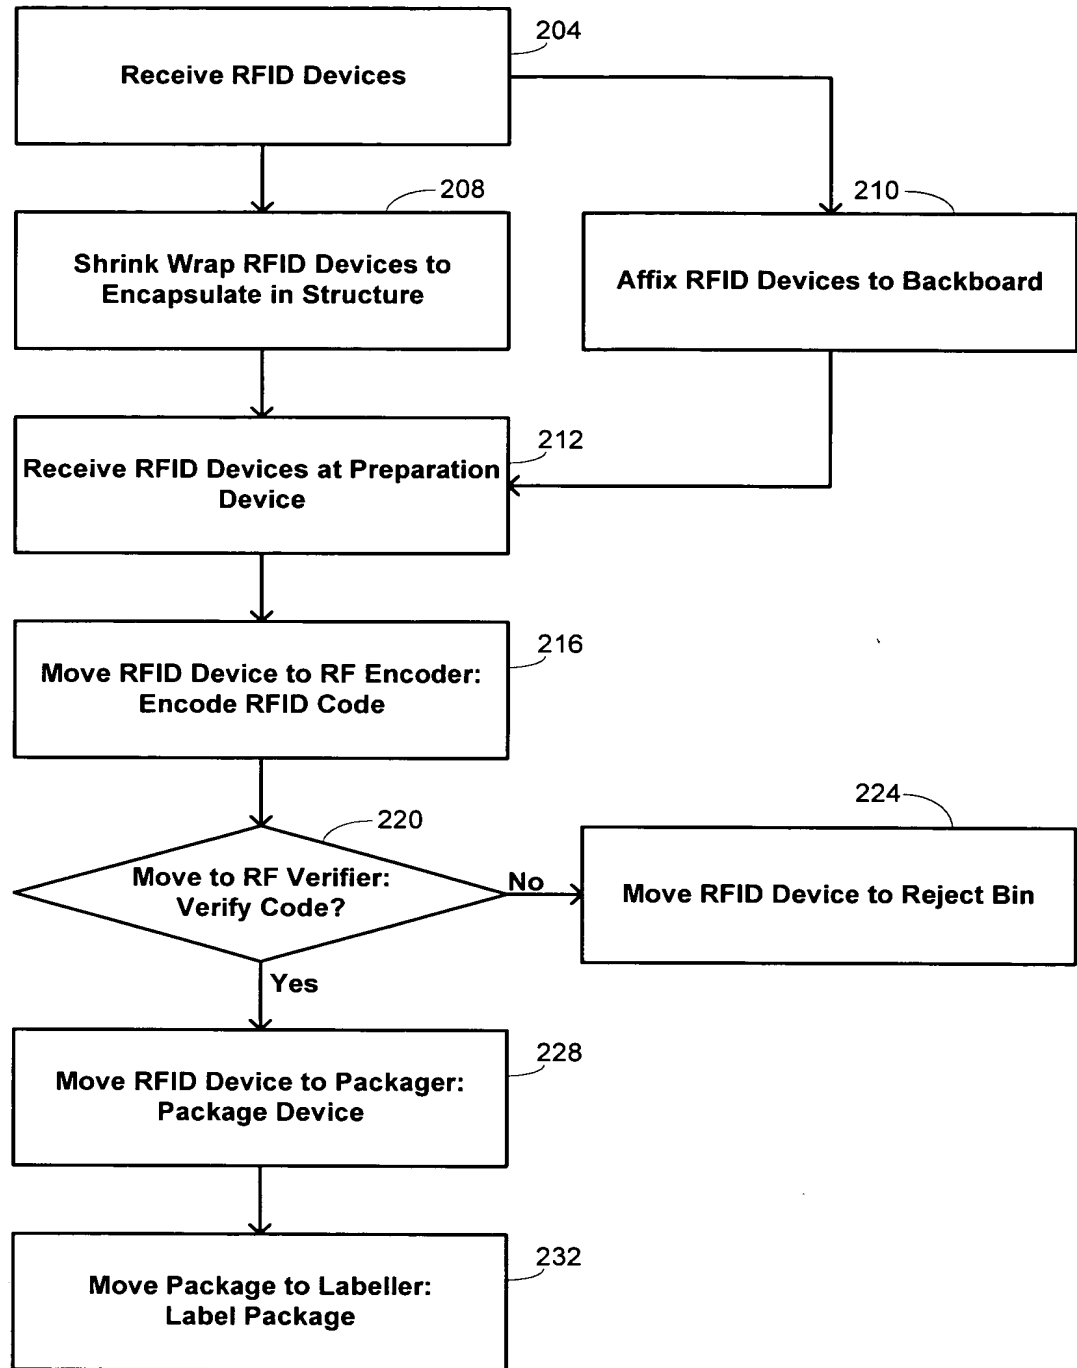 204
Receive RFID Devices
208
Shrink Wrap RFID Devices to
Encapsulate in Structure
210
Affix RFID Devices to Backboard
212
Receive RFID Devices at Preparation
Device
216
Move RFID Device to RF Encoder:
Encode RFID Code
220
Move to RF Verifier:
Verify Code?
No
224
Move RFID Device to Reject Bin
Yes
228
Move RFID Device to Packager:
Package Device
232
Move Package to Labeller:
Label Package